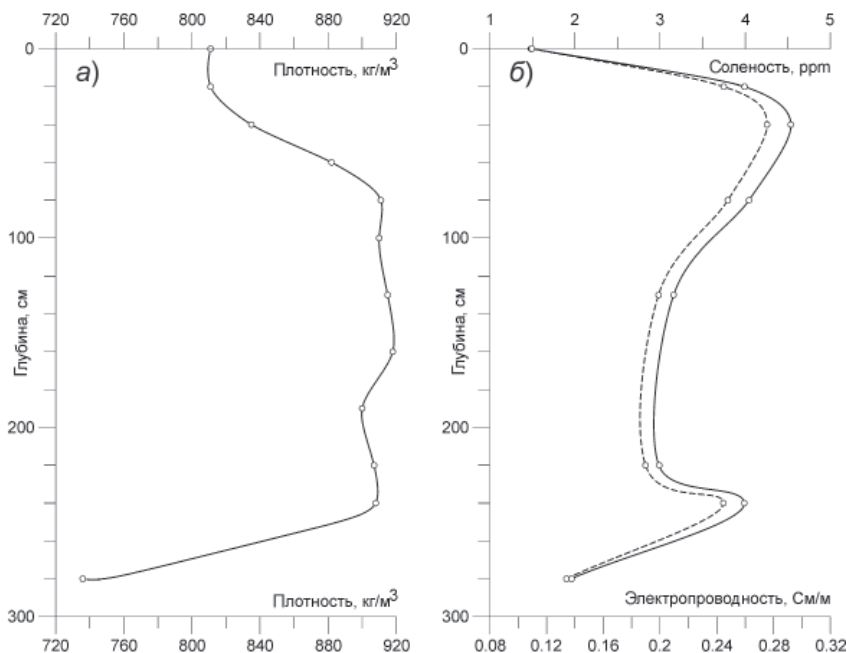 720 760 800 840 880 920
1 2 3 4 5
0
а)
Плотность, кг/м³
0
б)
Соленость, ppm
100
Глубина, см
200
100
Глубина, см
200
Плотность, кг/м³
300
720 760 800 840 880 920
Электропроводность, См/м
300
0.08 0.12 0.16 0.2 0.24 0.28 0.32